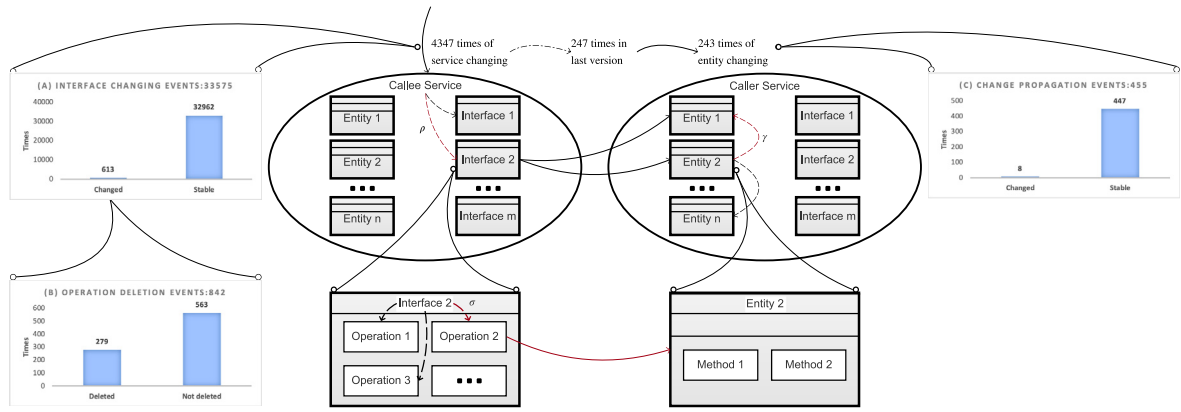 4347 times of
service changing
247 times in
last version
243 times of
entity changing
(A) INTERFACE CHANGING EVENTS:33575
40000
30000
20000
10000
0
Times
613
32962
Changed
Stable
Callee Service
Entity 1
Entity 2
Entity n
Interface 1
Interface 2
Interface m
ρ
Caller Service
Entity 1
Entity 2
Entity n
Interface 1
Interface 2
Interface m
γ
(C) CHANGE PROPAGATION EVENTS:455
500
400
300
200
100
0
Times
8
447
Changed
Stable
(B) OPERATION DELETION EVENTS:842
600
500
400
300
200
100
00
Times
279
563
Deleted
Not deleted
Interface 2
σ
Operation 1
Operation 2
Operation 3
Entity 2
Method 1
Method 2